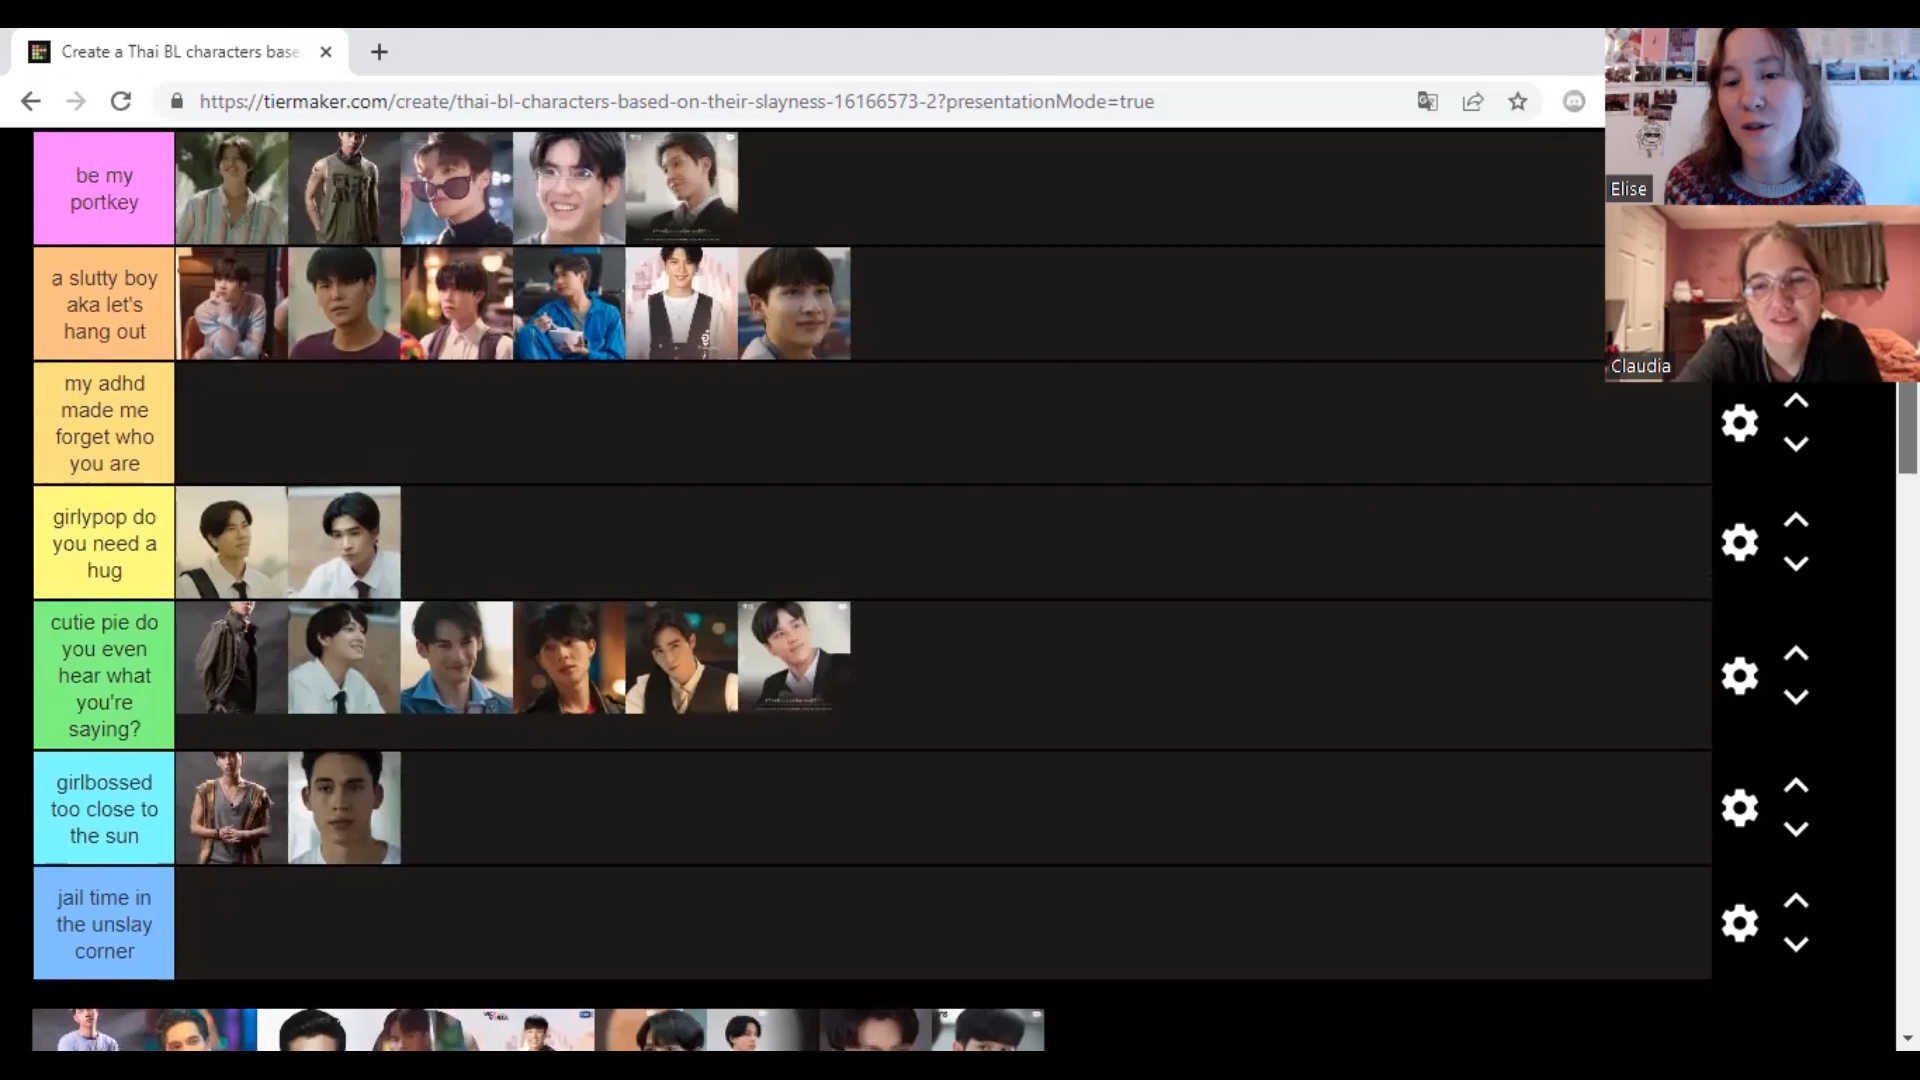 Create a Thai BL characters base
https://tiermaker.com/create/thai-bl-characters-based-on-their-slayness-16166573-2?presentationMode=true
Elise
Claudia
be my
portkey
a slutty boy
aka let's
hang out
my adhd
made me
forget who
you are
girlypop do
you need a
hug
cutie pie do
you even
hear what
you're
saying?
girlbossed
too close to
the sun
jail time in
the unslay
corner